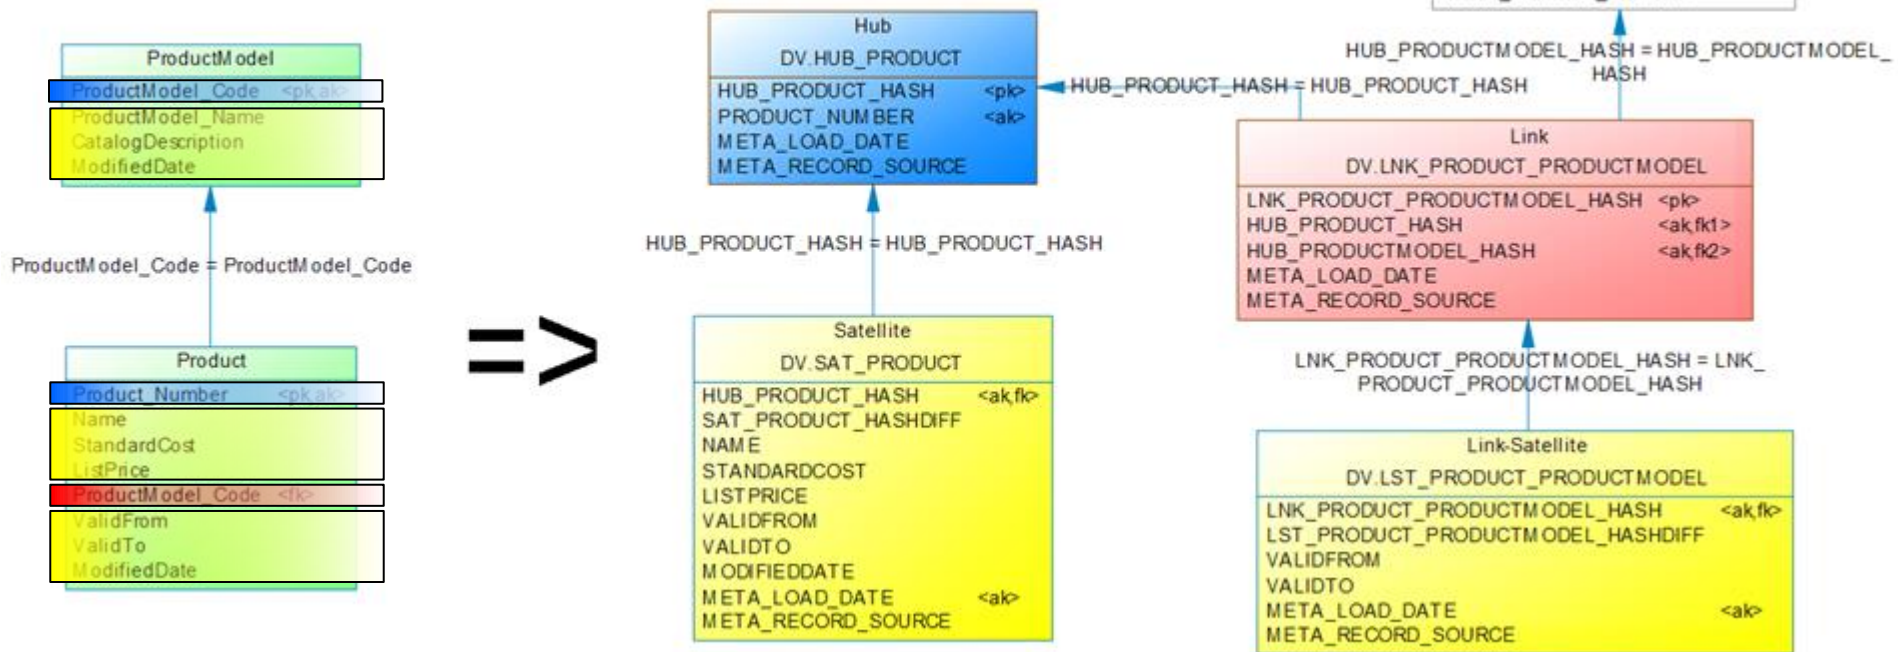 ProductModel
ProductModel_Code <pk,ak>
ProductModel_Name
CatalogDescription
ModifiedDate
ProductModel_Code = ProductModel_Code
Product
Product_Number <pk,ak>
Name
StandardCost
ListPrice
ProductModel_Code <fk>
ValidFrom
ValidTo
ModifiedDate
=>
Hub
DV.HUB_PRODUCT
HUB_PRODUCT_HASH <pk>
PRODUCT_NUMBER <ak>
META_LOAD_DATE
META_RECORD_SOURCE
HUB_PRODUCT_HASH = HUB_PRODUCT_HASH
Satellite
DV.SAT_PRODUCT
HUB_PRODUCT_HASH <ak,fk>
SAT_PRODUCT_HASHDIFF
NAME
STANDARDCOST
LISTPRICE
VALIDFROM
VALIDTO
MODIFIEDDATE
META_LOAD_DATE <ak>
META_RECORD_SOURCE
HUB_PRODUCTMODEL_HASH = HUB_PRODUCTMODEL_
HASH
HUB_PRODUCT_HASH = HUB_PRODUCT_HASH
Link
DV.LNK_PRODUCT_PRODUCTMODEL
LNK_PRODUCT_PRODUCTMODEL_HASH <pk>
HUB_PRODUCT_HASH <ak,fk1>
HUB_PRODUCTMODEL_HASH <ak,fk2>
META_LOAD_DATE
META_RECORD_SOURCE
LNK_PRODUCT_PRODUCTMODEL_HASH = LNK_
PRODUCT_PRODUCTMODEL_HASH
Link-Satellite
DV.LST_PRODUCT_PRODUCTMODEL
LNK_PRODUCT_PRODUCTMODEL_HASH <ak,fk>
LST_PRODUCT_PRODUCTMODEL_HASHDIFF
VALIDFROM
VALIDTO
META_LOAD_DATE <ak>
META_RECORD_SOURCE